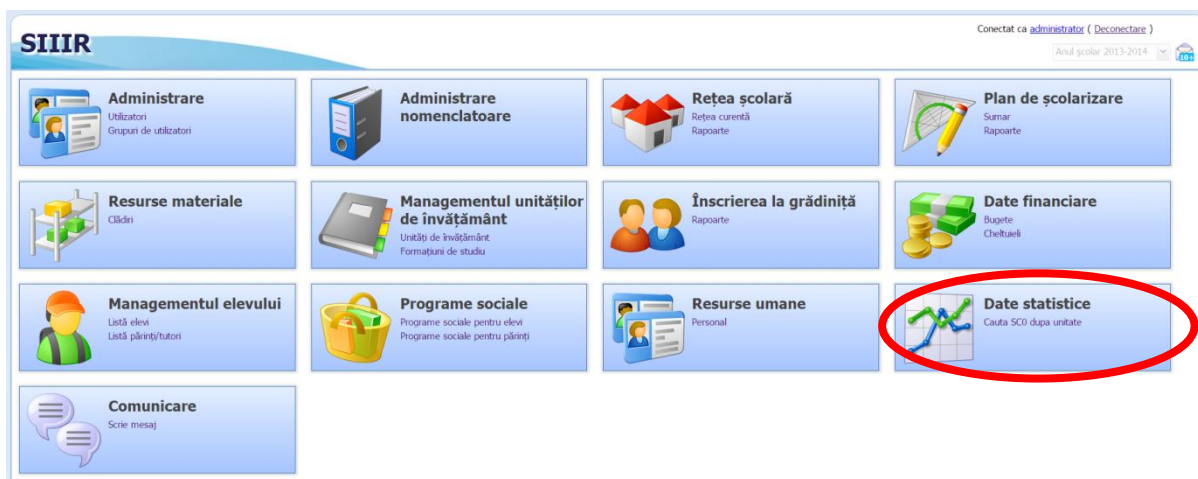 SIIIR
Conectat ca administrator ( Deconectare )
Anul școlar 2013-2014
10+
Administrare
Utilizatori
Grupuri de utilizatori
Administrare
nomenclatoare
Rețea școlară
Rețea curentă
Rapoarte
Plan de școlarizare
Sumar
Rapoarte
Resurse materiale
Clădiri
Managementul unităților
de învățământ
Unități de învățământ
Formațiuni de studiu
Înscrierea la grădiniță
Rapoarte
Date financiare
Bugete
Cheltuieli
Managementul elevului
Listă elevi
Listă părinți/tutori
Programe sociale
Programe sociale pentru elevi
Programe sociale pentru părinți
Resurse umane
Personal
Date statistice
Cauta SC0 dupa unitate
Comunicare
Scrie mesaj